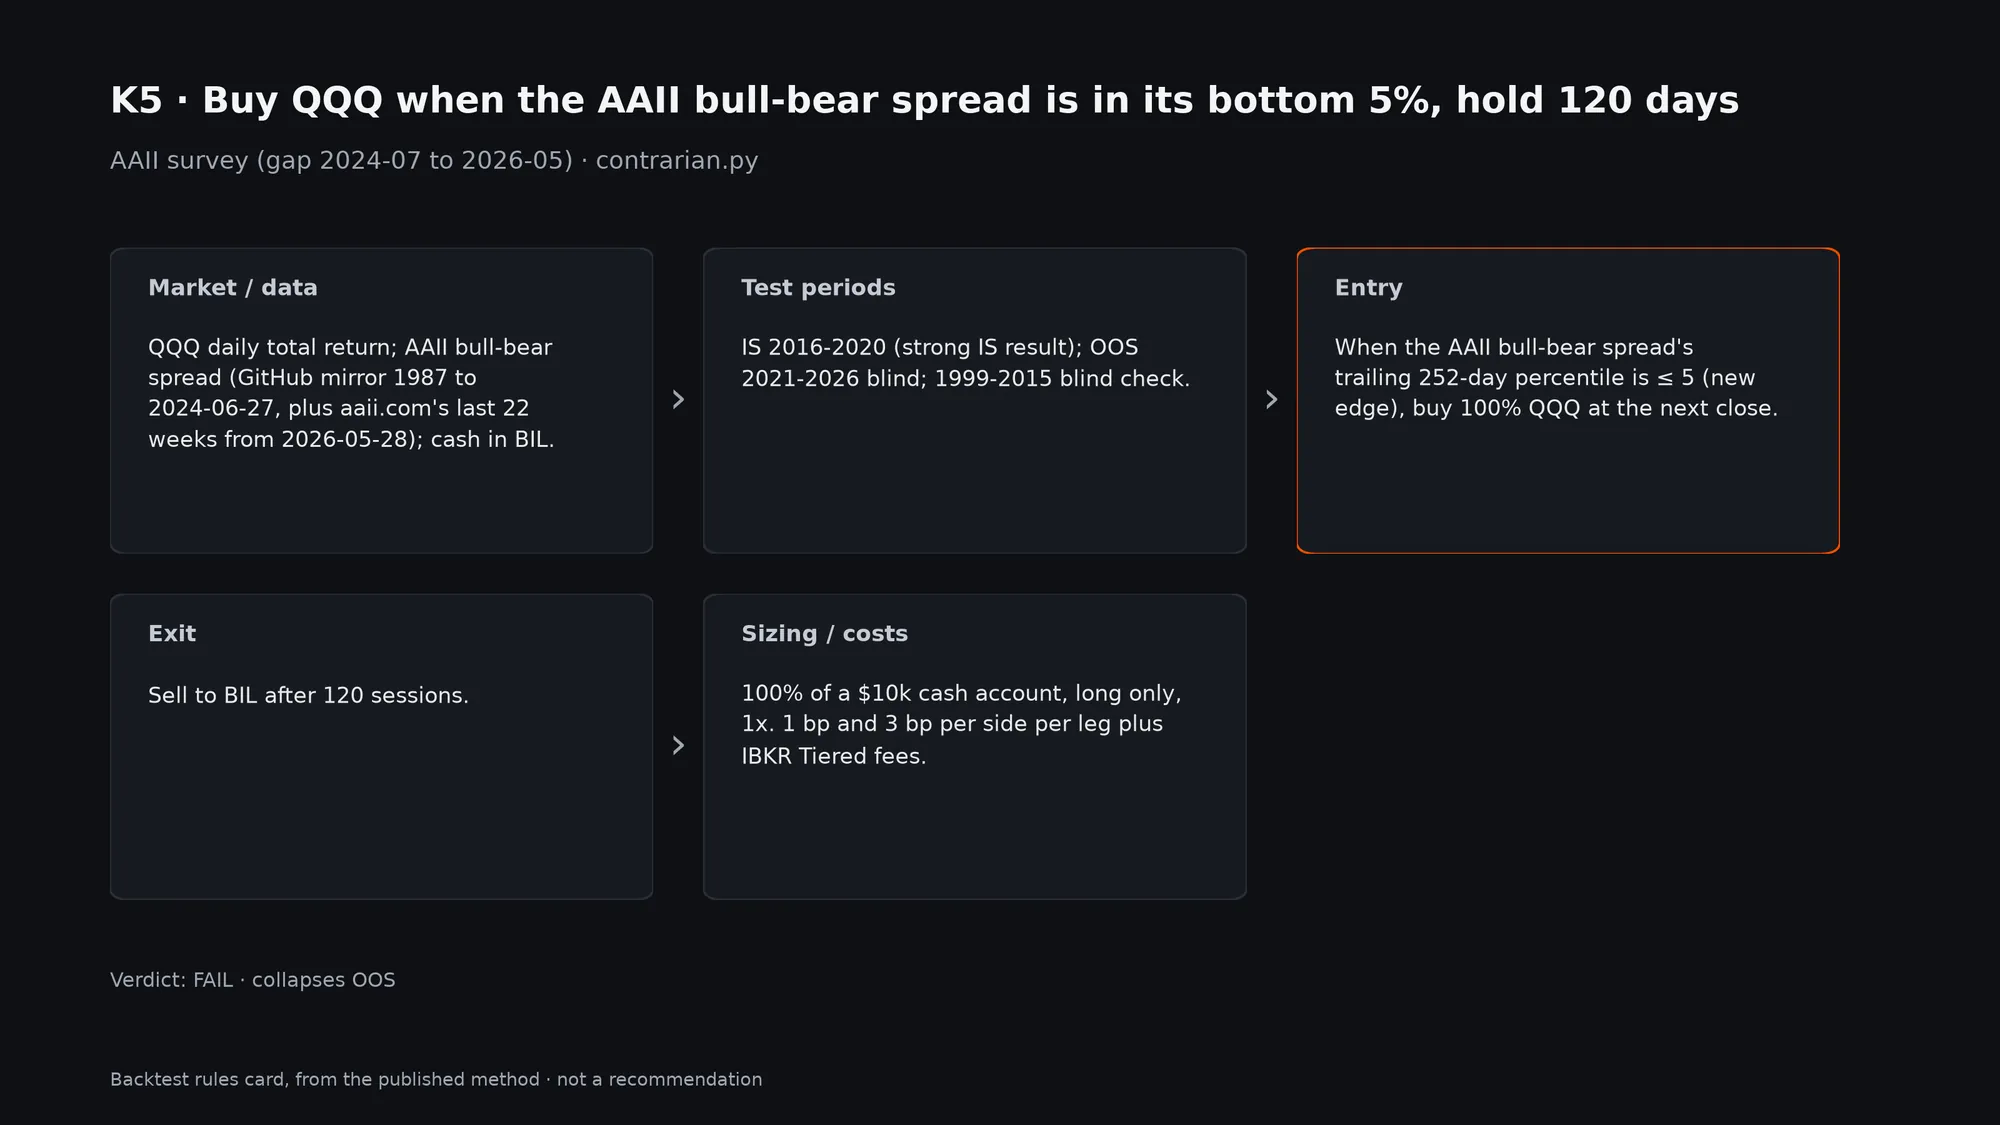 K5 · Buy QQQ when the AAII bull-bear spread is in its bottom 5%, hold 120 days
AAII survey (gap 2024-07 to 2026-05) · contrarian.py
Market / data
QQQ daily total return; AAII bull-bear
spread (GitHub mirror 1987 to
2024-06-27, plus aaii.com's last 22
weeks from 2026-05-28); cash in BIL.
›
Test periods
IS 2016-2020 (strong IS result); OOS
2021-2026 blind; 1999-2015 blind check.
›
Entry
When the AAII bull-bear spread's
trailing 252-day percentile is ≤ 5 (new
edge), buy 100% QQQ at the next close.
Exit
Sell to BIL after 120 sessions.
›
Sizing / costs
100% of a $10k cash account, long only,
1x. 1 bp and 3 bp per side per leg plus
IBKR Tiered fees.
Verdict: FAIL · collapses OOS
Backtest rules card, from the published method · not a recommendation